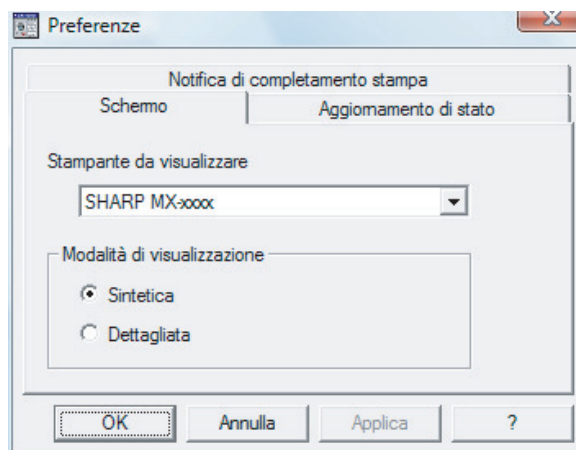 Preferenze
Notifica di completamento stampa
Schermo
Aggiornamento di stato
Stampante da visualizzare
SHARP MX-xxxx
Modalità di visualizzazione
Sintetica
Dettagliata
OK
Annulla
Applica
?